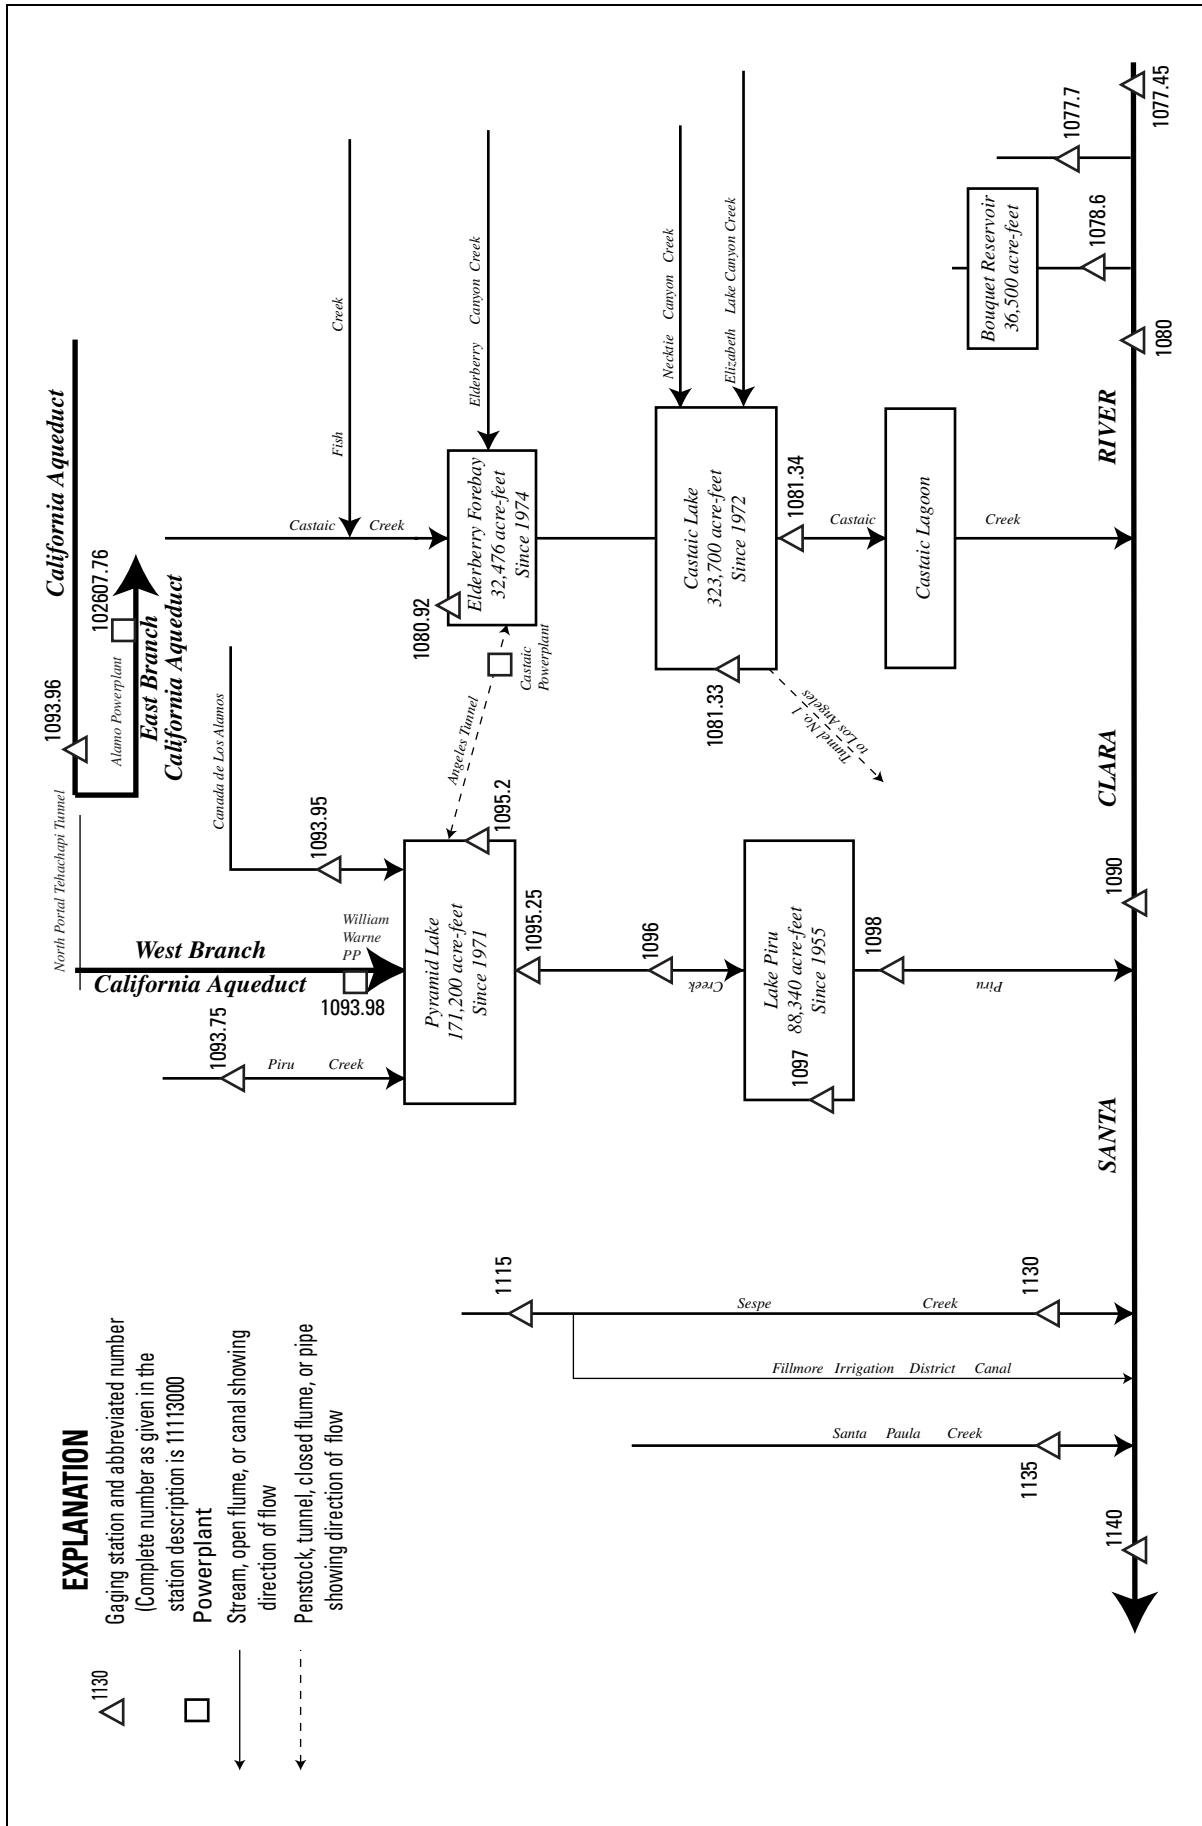 EXPLANATION
1130
Gaging station and abbreviated number
(Complete number as given in the
station description is 11113000
Powerplant
Stream, open flume, or canal showing
direction of flow
Penstock, tunnel, closed flume, or pipe
showing direction of flow
North Portal Tehachapi Tunnel
1093.96
California Aqueduct
Alamo Powerplant
102607.76
East Branch
California Aqueduct
West Branch
California Aqueduct
William
Warne
PP
1093.98
1093.75
Piru Creek
Canada de Los Alamos
1093.95
Pyramid Lake
171,200 acre-feet
Since 1971
1095.2
1095.25
Angeles Tunnel
Castaic
Powerplant
Castaic Creek
Fish Creek
Elderberry Canyon Creek
1080.92
Elderberry Forebay
32,476 acre-feet
Since 1974
Necktie Canyon Creek
Elizabeth Lake Canyon Creek
Castaic Lake
323,700 acre-feet
Since 1972
1081.33
1081.34
Tunnel No. 1
to Los Angeles
Castaic Creek
Castaic Lagoon
1096
Creek
Lake Piru
88,340 acre-feet
Since 1955
1097
1098
Piru
Bouquet Reservoir
36,500 acre-feet
1078.6
1077.7
1115
Sespe Creek
1130
Fillmore Irrigation District Canal
Santa Paula Creek
1135
1140
SANTA CLARA RIVER
1090
1080
1077.45